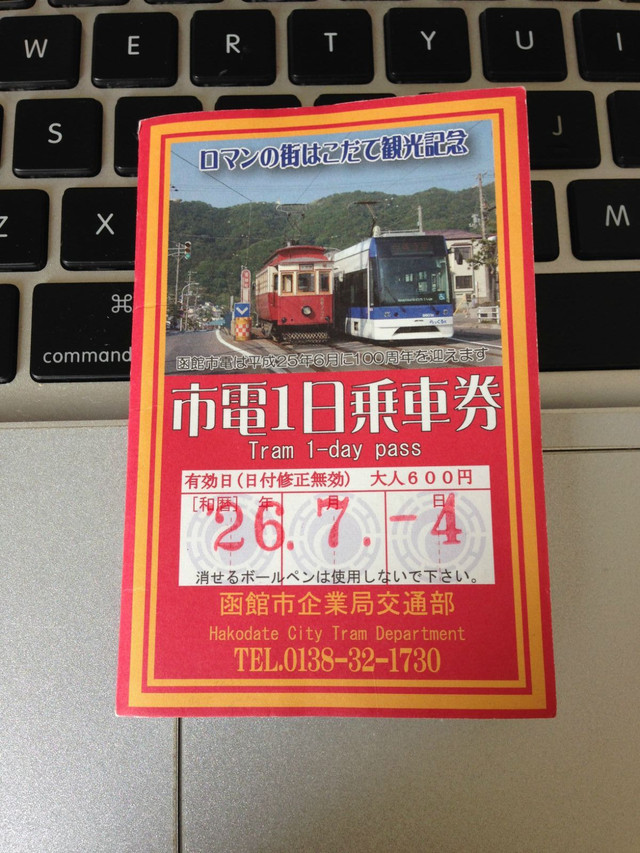 W E R T Y U I
S J
Z X M
⌘
command
ロマンの街はこだて観光記念
函館市電は平成25年6月に100周年を迎えます
市電1日乗車券
Tram 1-day pass
有効日(日付修正無効) 大人600円
[和暦] 年 月 日
26.7.-4
消せるボールペンは使用しないで下さい。
函館市企業局交通部
Hakodate City Tram Department
TEL.0138-32-1730